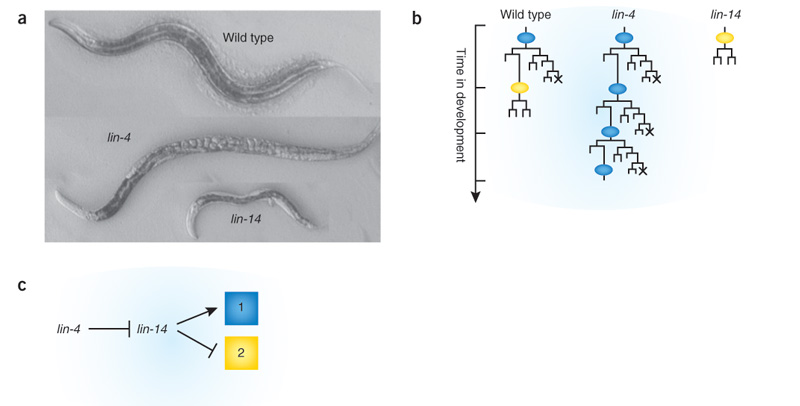 a
Wild type
lin-4
lin-14
b
Wild type
lin-4
lin-14
Time in development
c
lin-4
lin-14
1
2